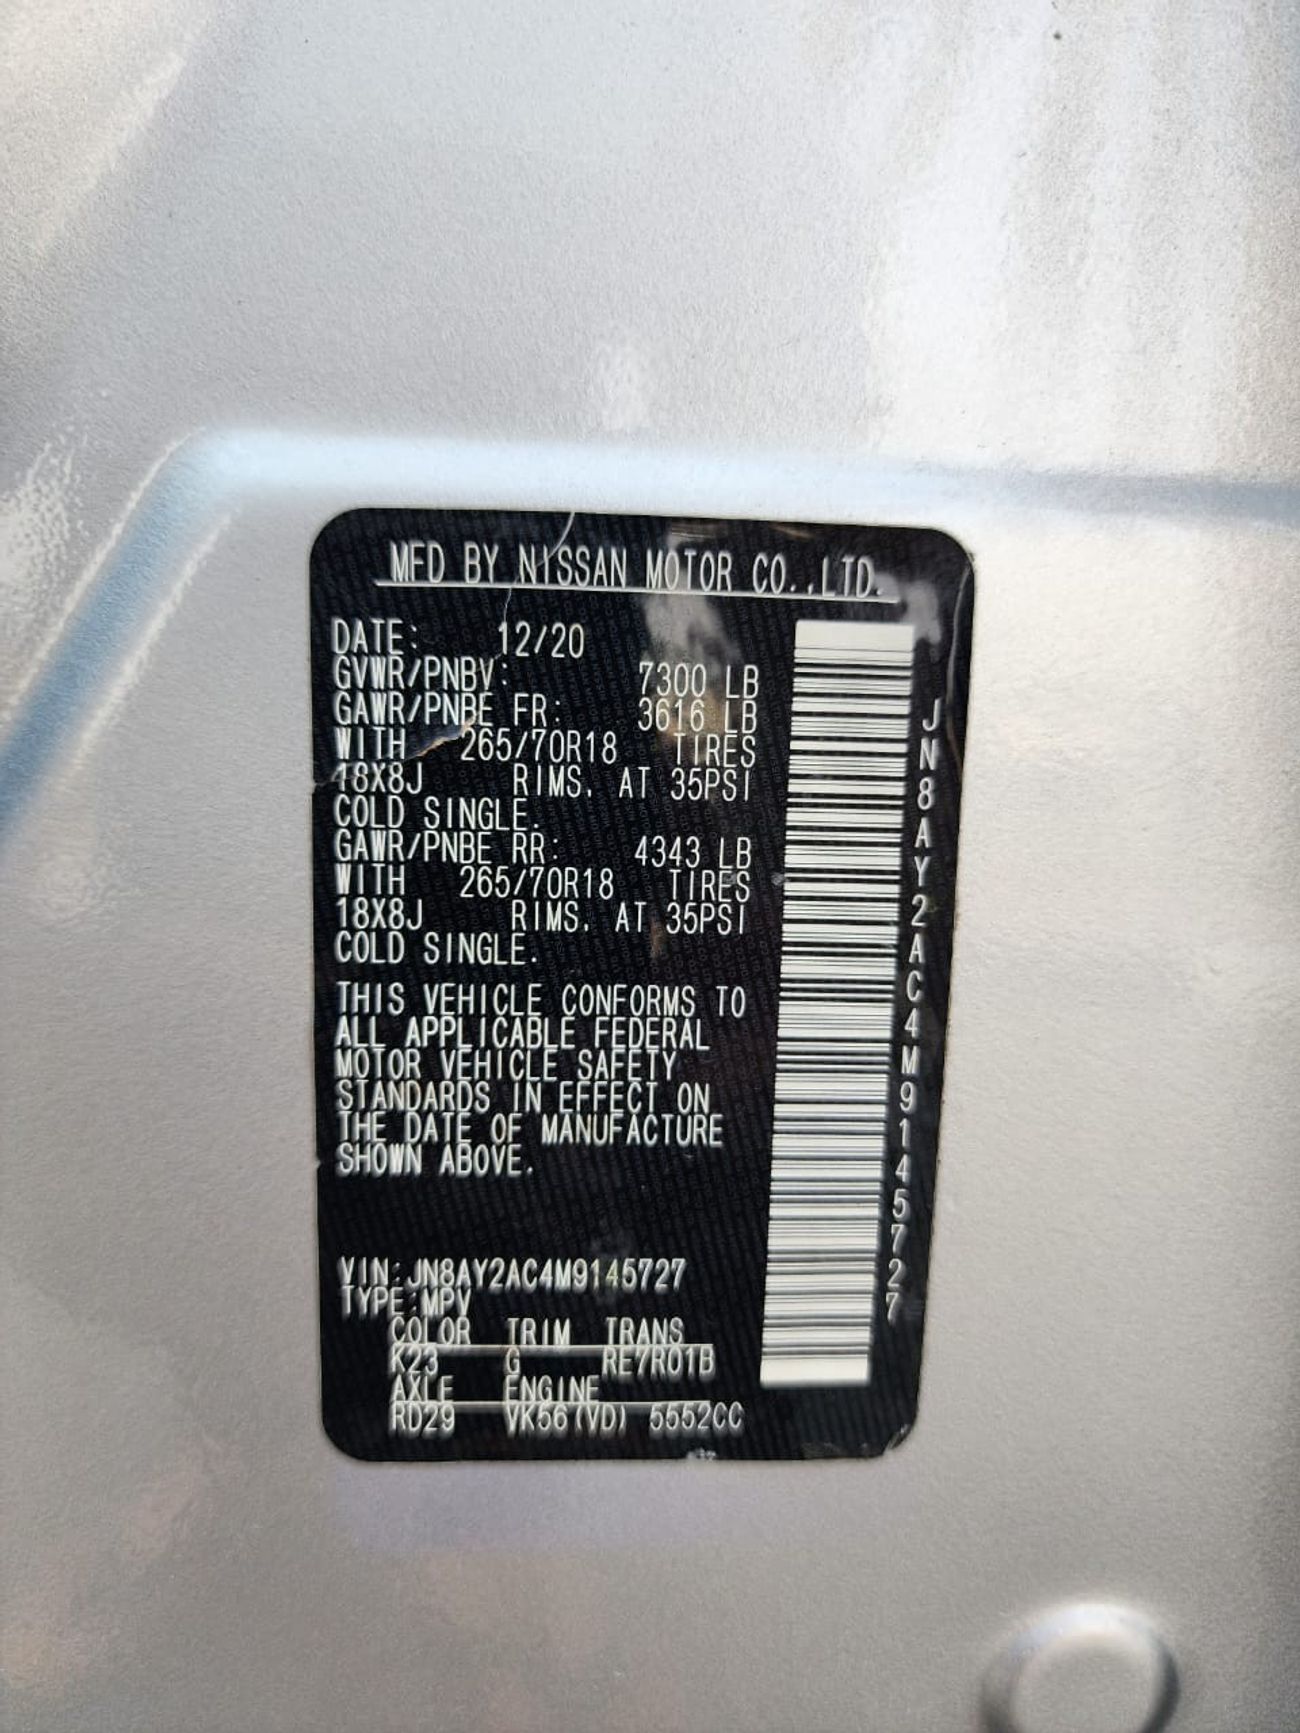 MFD BY NISSAN MOTOR CO.,LTD.
DATE: 12/20
GVWR/PNBV: 7300 LB
GAWR/PNBE FR: 3616 LB
WITH 265/70R18 TIRES
18X8J RIMS. AT 35PSI
COLD SINGLE.
GAWR/PNBE RR: 4343 LB
WITH 265/70R18 TIRES
18X8J RIMS. AT 35PSI
COLD SINGLE.
THIS VEHICLE CONFORMS TO
ALL APPLICABLE FEDERAL
MOTOR VEHICLE SAFETY
STANDARDS IN EFFECT ON
THE DATE OF MANUFACTURE
SHOWN ABOVE.
VIN:JN8AY2AC4M9145727
TYPE:MPV
COLOR TRIM TRANS
K23 G RE7R01B
AXLE ENGINE
RD29 VK56(VD) 5552CC
JN8AY2AC4M9145727